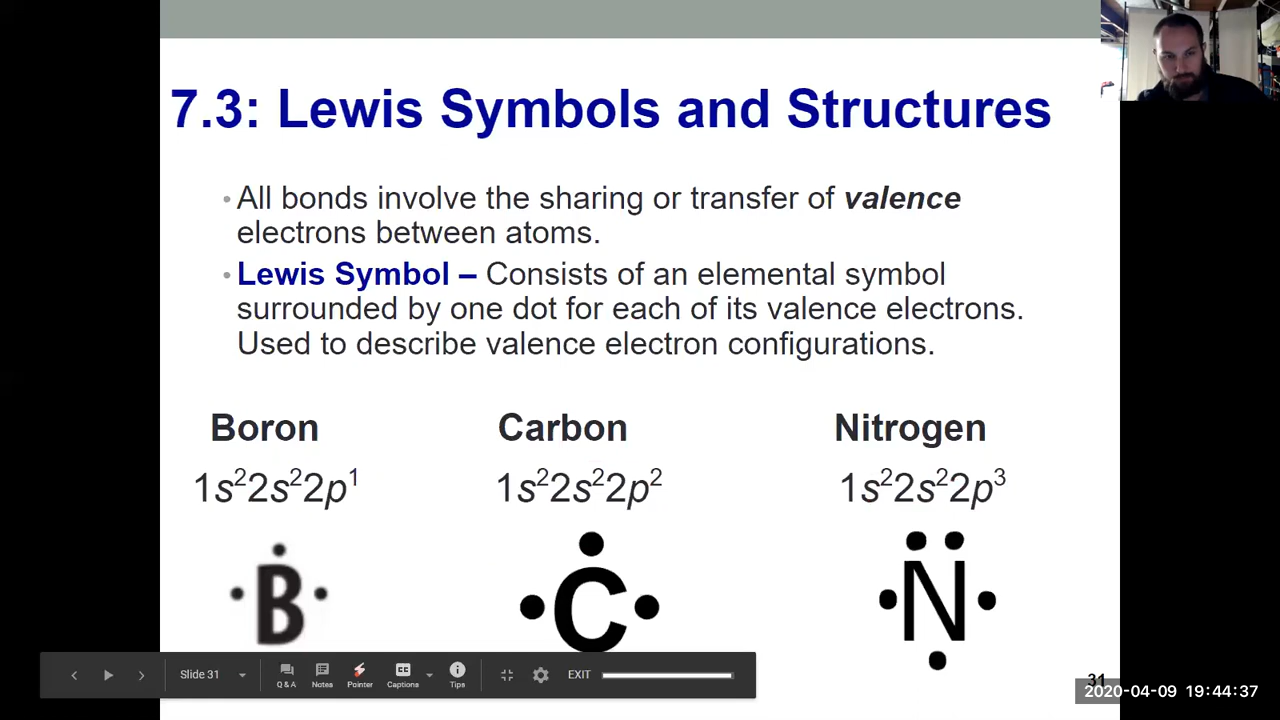 7.3: Lewis Symbols and Structures
• All bonds involve the sharing or transfer of valence
electrons between atoms.
• Lewis Symbol – Consists of an elemental symbol
surrounded by one dot for each of its valence electrons.
Used to describe valence electron configurations.
Boron Carbon Nitrogen
1s²2s²2p¹ 1s²2s²2p² 1s²2s²2p³
B C N
Slide 31 Q & A Notes Pointer Captions CC Tips EXIT
31
2020-04-09 19:44:37